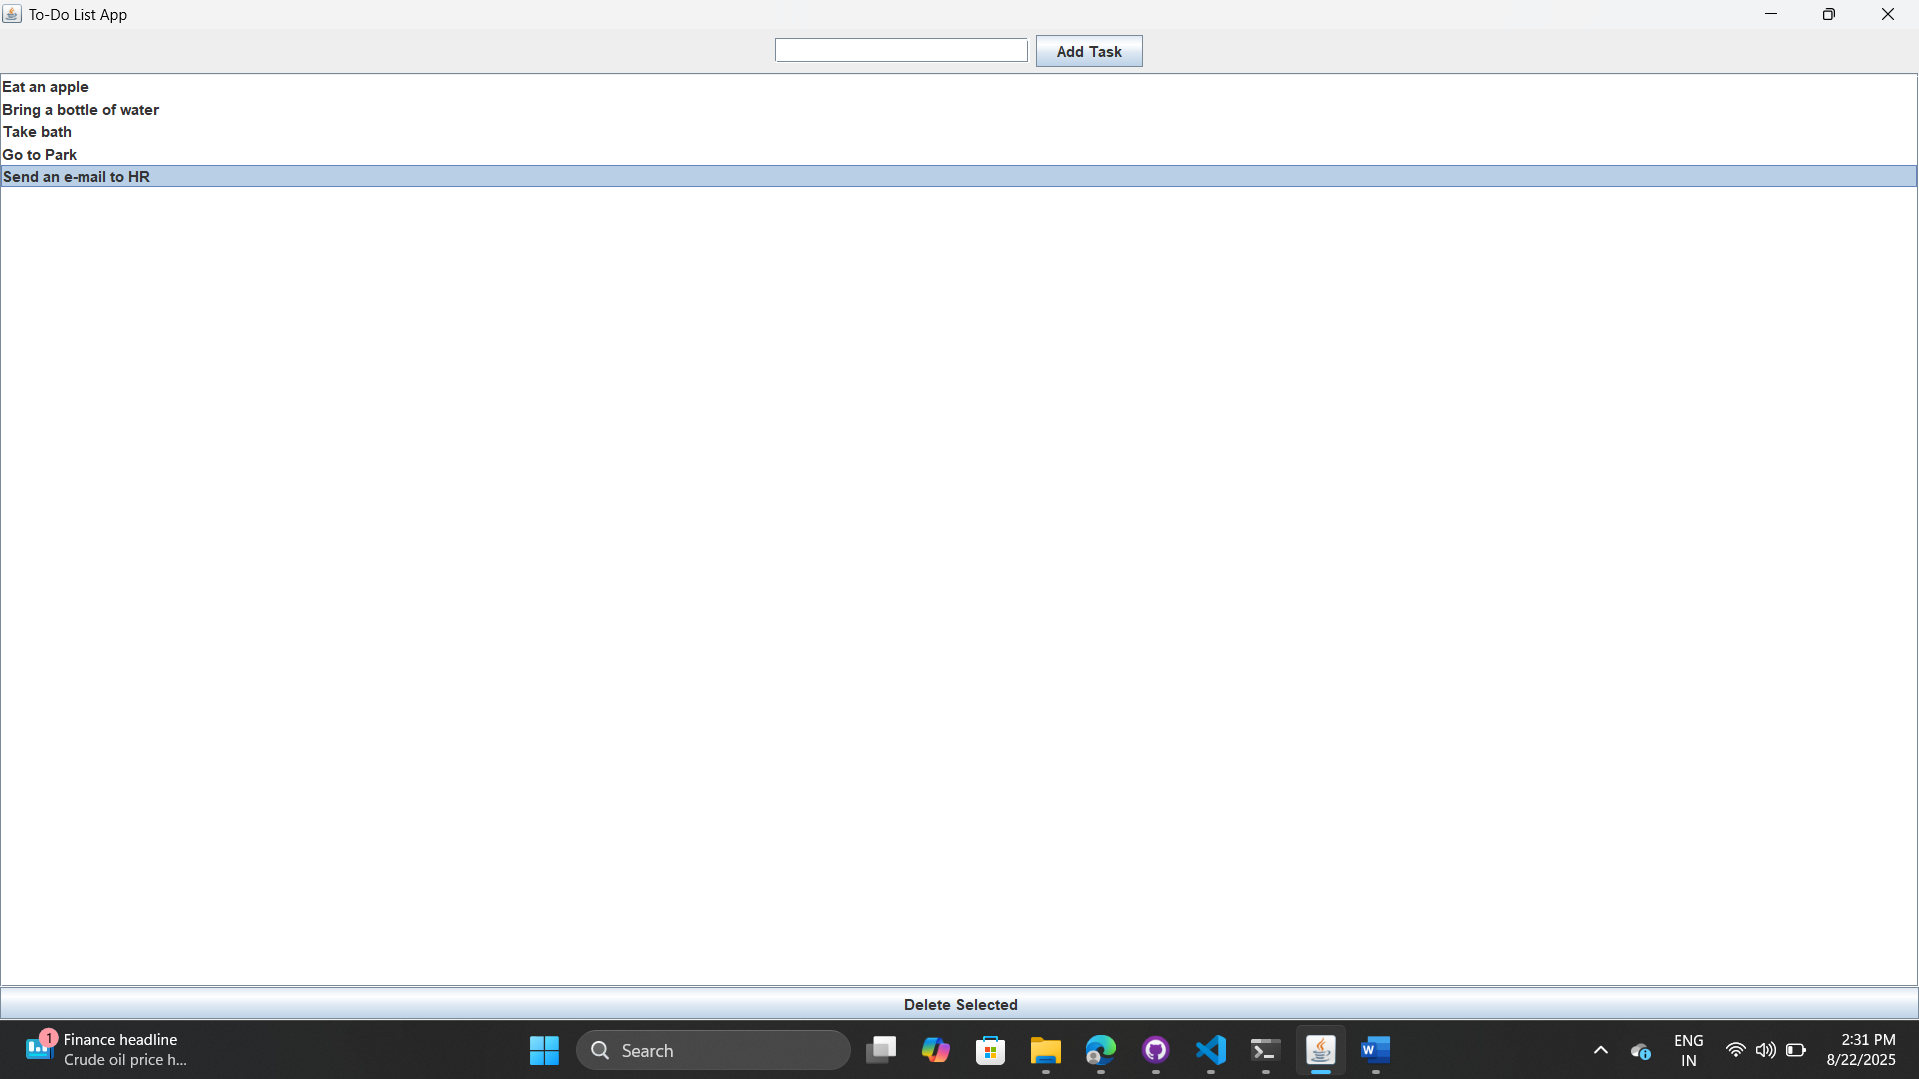 To-Do List App
Add Task
Eat an apple
Bring a bottle of water
Take bath
Go to Park
Send an e-mail to HR
Delete Selected
1
Finance headline
Crude oil price h...
Search
W
ENG
IN
2:31 PM
8/22/2025